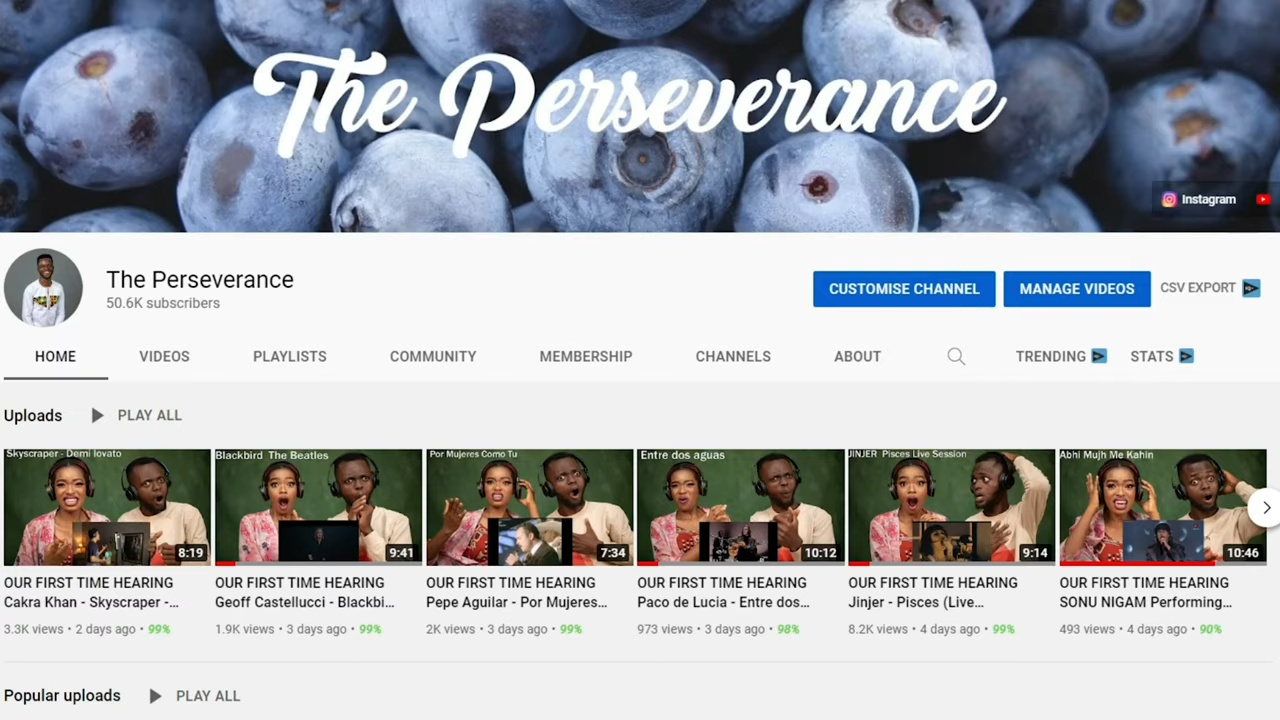 The Perseverance
Instagram
The Perseverance
50.6K subscribers
CUSTOMISE CHANNEL
MANAGE VIDEOS
CSV EXPORT
HOME
VIDEOS
PLAYLISTS
COMMUNITY
MEMBERSHIP
CHANNELS
ABOUT
TRENDING
STATS
Uploads
PLAY ALL
Skyscraper - Demi lovato
8:19
OUR FIRST TIME HEARING
Cakra Khan - Skyscraper -...
3.3K views • 2 days ago • 99%
Blackbird The Beatles
9:41
OUR FIRST TIME HEARING
Geoff Castellucci - Blackbi...
1.9K views • 3 days ago • 99%
Por Mujeres Como Tu
7:34
OUR FIRST TIME HEARING
Pepe Aguilar - Por Mujeres...
2K views • 3 days ago • 99%
Entre dos aguas
10:12
OUR FIRST TIME HEARING
Paco de Lucia - Entre dos...
973 views • 3 days ago • 98%
JINJER Pisces Live Session
9:14
OUR FIRST TIME HEARING
Jinjer - Pisces (Live...
8.2K views • 4 days ago • 99%
Abhi Mujh Me Kahin
10:46
OUR FIRST TIME HEARING
SONU NIGAM Performing...
493 views • 4 days ago • 90%
Popular uploads
PLAY ALL